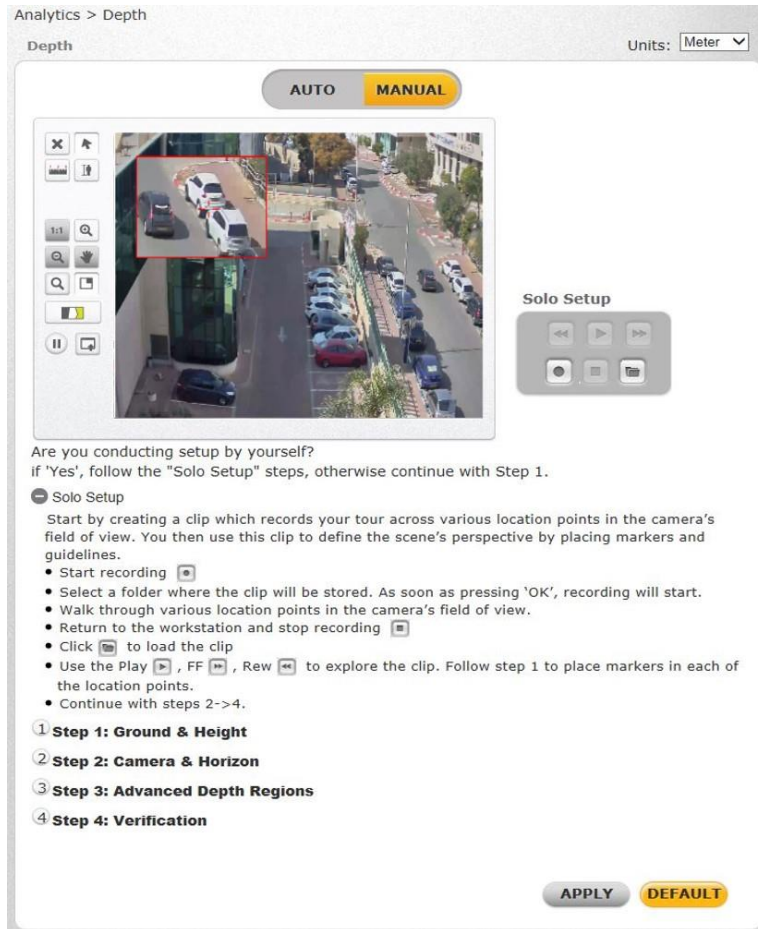 Analytics > Depth
Depth
Units: Meter
AUTO MANUAL
1:1
Solo Setup
Are you conducting setup by yourself?
if 'Yes', follow the "Solo Setup" steps, otherwise continue with Step 1.
Solo Setup
Start by creating a clip which records your tour across various location points in the camera's
field of view. You then use this clip to define the scene's perspective by placing markers and
guidelines.
• Start recording
• Select a folder where the clip will be stored. As soon as pressing ‘OK’, recording will start.
• Walk through various location points in the camera's field of view.
• Return to the workstation and stop recording
• Click to load the clip
• Use the Play , FF , Rew to explore the clip. Follow step 1 to place markers in each of
the location points.
• Continue with steps 2->4.
1 Step 1: Ground & Height
2 Step 2: Camera & Horizon
3 Step 3: Advanced Depth Regions
4 Step 4: Verification
APPLY DEFAULT